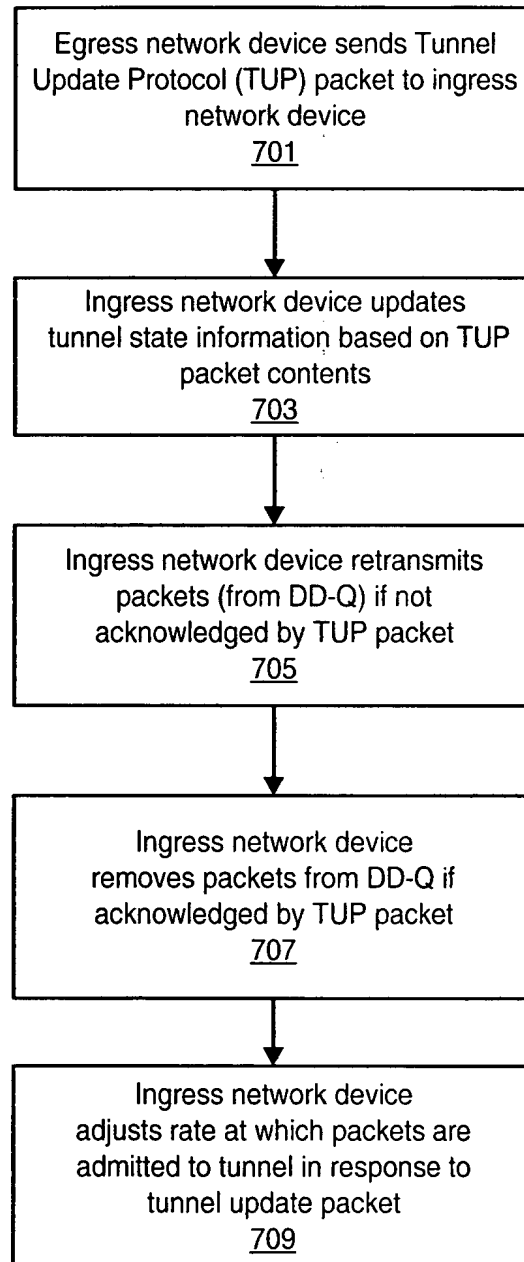 Egress network device sends Tunnel
Update Protocol (TUP) packet to ingress
network device
701
Ingress network device updates
tunnel state information based on TUP
packet contents
703
Ingress network device retransmits
packets (from DD-Q) if not
acknowledged by TUP packet
705
Ingress network device
removes packets from DD-Q if
acknowledged by TUP packet
707
Ingress network device
adjusts rate at which packets are
admitted to tunnel in response to
tunnel update packet
709